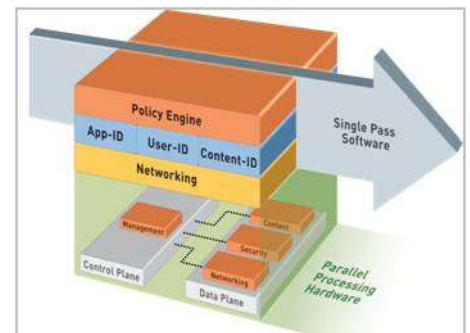 Policy Engine
App-ID
User-ID
Content-ID
Networking
Single Pass
Software
Management
Content
Security
Networking
Control Plane
Data Plane
Parallel
Processing
Hardware